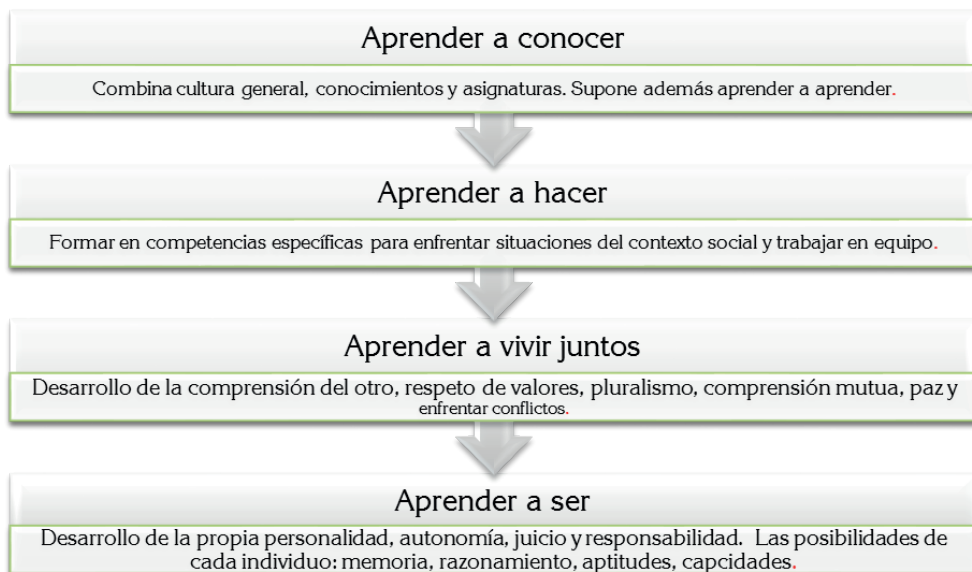 Aprender a conocer
Combina cultura general, conocimientos y asignaturas. Supone además aprender a aprender.
Aprender a hacer
Formar en competencias específicas para enfrentar situaciones del contexto social y trabajar en equipo.
Aprender a vivir juntos
Desarrollo de la comprensión del otro, respeto de valores, pluralismo, comprensión mutua, paz y
enfrentar conflictos.
Aprender a ser
Desarrollo de la propia personalidad, autonomía, juicio y responsabilidad. Las posibilidades de
cada individuo: memoria, razonamiento, aptitudes, capcidades.